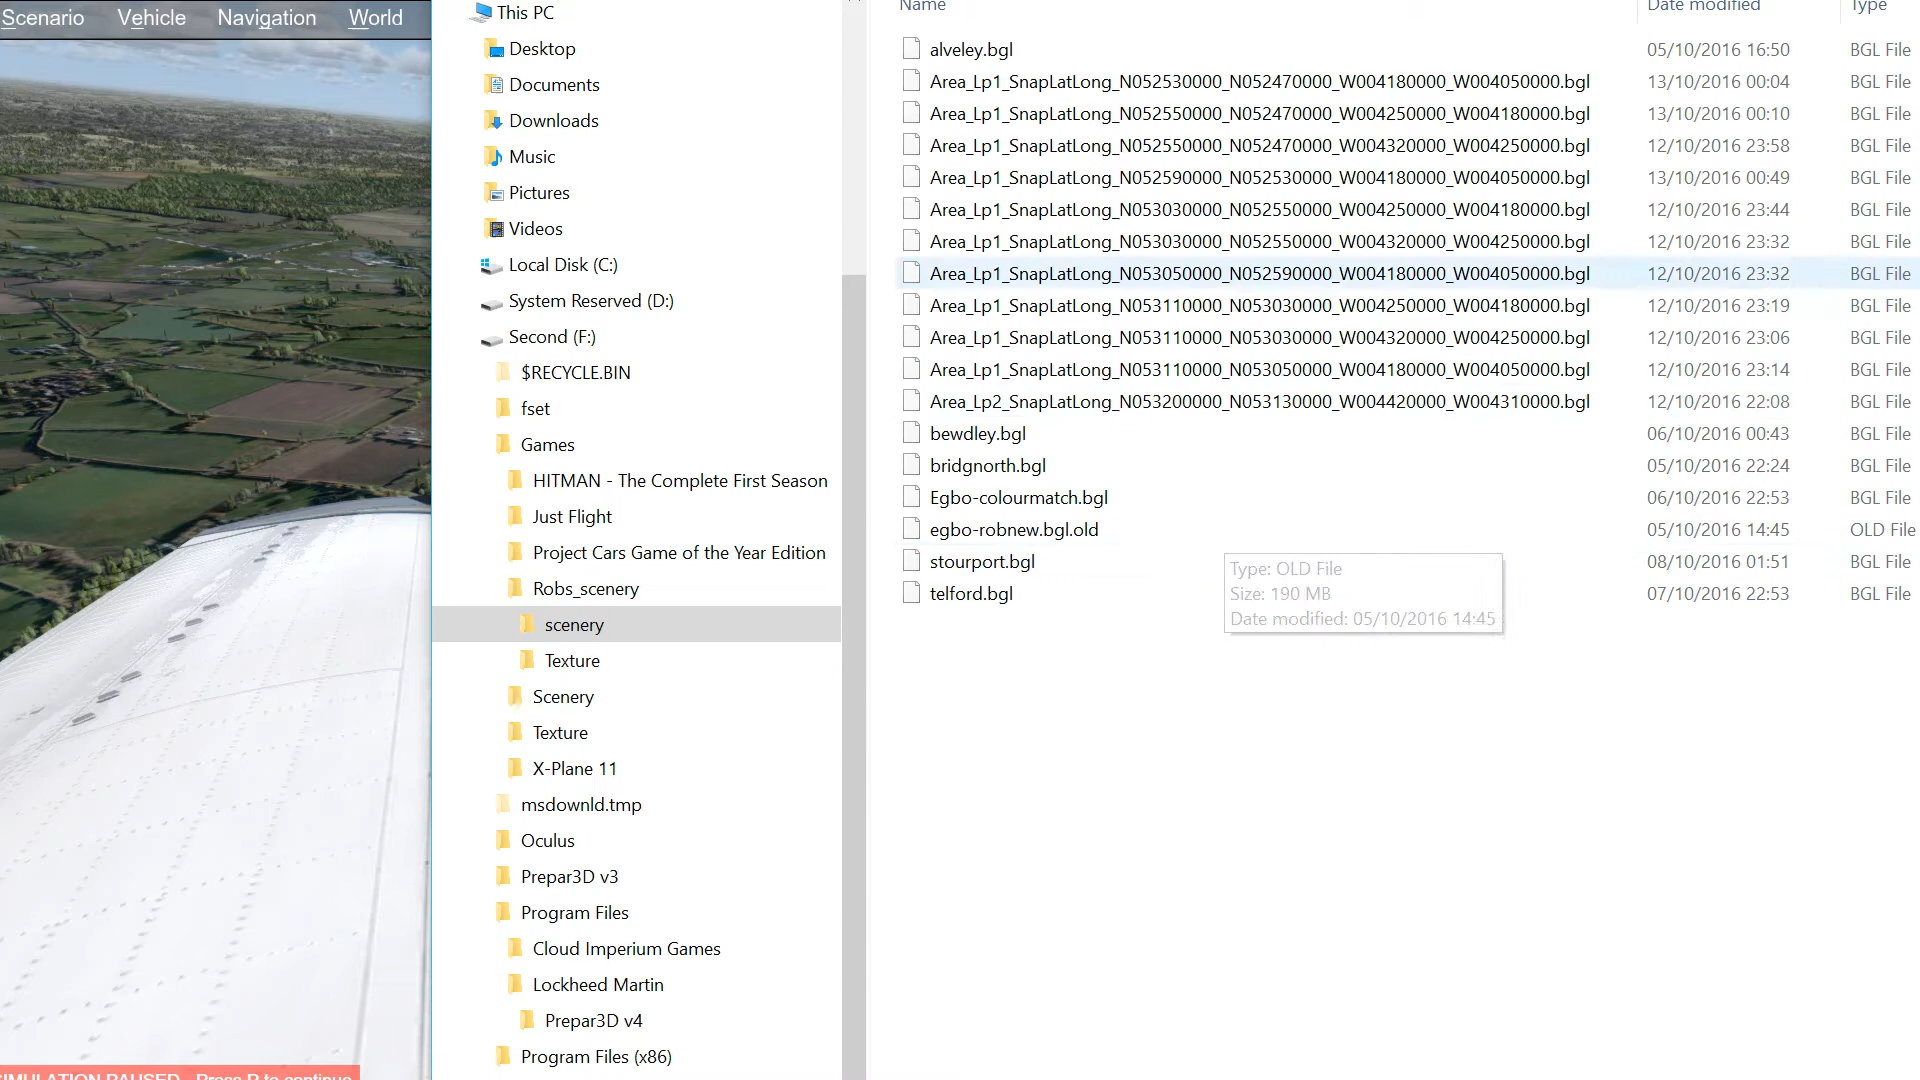 Scenario Vehicle Navigation World
This PC
Desktop
Documents
Downloads
Music
Pictures
Videos
Local Disk (C:)
System Reserved (D:)
Second (F:)
$RECYCLE.BIN
fset
Games
HITMAN - The Complete First Season
Just Flight
Project Cars Game of the Year Edition
Robs_scenery
scenery
Texture
Scenery
Texture
X-Plane 11
msdownld.tmp
Oculus
Prepar3D v3
Program Files
Cloud Imperium Games
Lockheed Martin
Prepar3D v4
Program Files (x86)
Name Date modified Type
alveley.bgl 05/10/2016 16:50 BGL File
Area_Lp1_SnapLatLong_N052530000_N052470000_W004180000_W004050000.bgl 13/10/2016 00:04 BGL File
Area_Lp1_SnapLatLong_N052550000_N052470000_W004250000_W004180000.bgl 13/10/2016 00:10 BGL File
Area_Lp1_SnapLatLong_N052550000_N052470000_W004320000_W004250000.bgl 12/10/2016 23:58 BGL File
Area_Lp1_SnapLatLong_N052590000_N052530000_W004180000_W004050000.bgl 13/10/2016 00:49 BGL File
Area_Lp1_SnapLatLong_N053030000_N052550000_W004250000_W004180000.bgl 12/10/2016 23:44 BGL File
Area_Lp1_SnapLatLong_N053030000_N052550000_W004320000_W004250000.bgl 12/10/2016 23:32 BGL File
Area_Lp1_SnapLatLong_N053050000_N052590000_W004180000_W004050000.bgl 12/10/2016 23:32 BGL File
Area_Lp1_SnapLatLong_N053110000_N053030000_W004250000_W004180000.bgl 12/10/2016 23:19 BGL File
Area_Lp1_SnapLatLong_N053110000_N053030000_W004320000_W004250000.bgl 12/10/2016 23:06 BGL File
Area_Lp1_SnapLatLong_N053110000_N053050000_W004180000_W004050000.bgl 12/10/2016 23:14 BGL File
Area_Lp2_SnapLatLong_N053200000_N053130000_W004420000_W004310000.bgl 12/10/2016 22:08 BGL File
bewdley.bgl 06/10/2016 00:43 BGL File
bridgnorth.bgl 05/10/2016 22:24 BGL File
Egbo-colourmatch.bgl 06/10/2016 22:53 BGL File
egbo-robnew.bgl.old 05/10/2016 14:45 OLD File
stourport.bgl 08/10/2016 01:51 BGL File
telford.bgl 07/10/2016 22:53 BGL File
Type: OLD File
Size: 190 MB
Date modified: 05/10/2016 14:45
SIMULATION PAUSED - Press P to continue